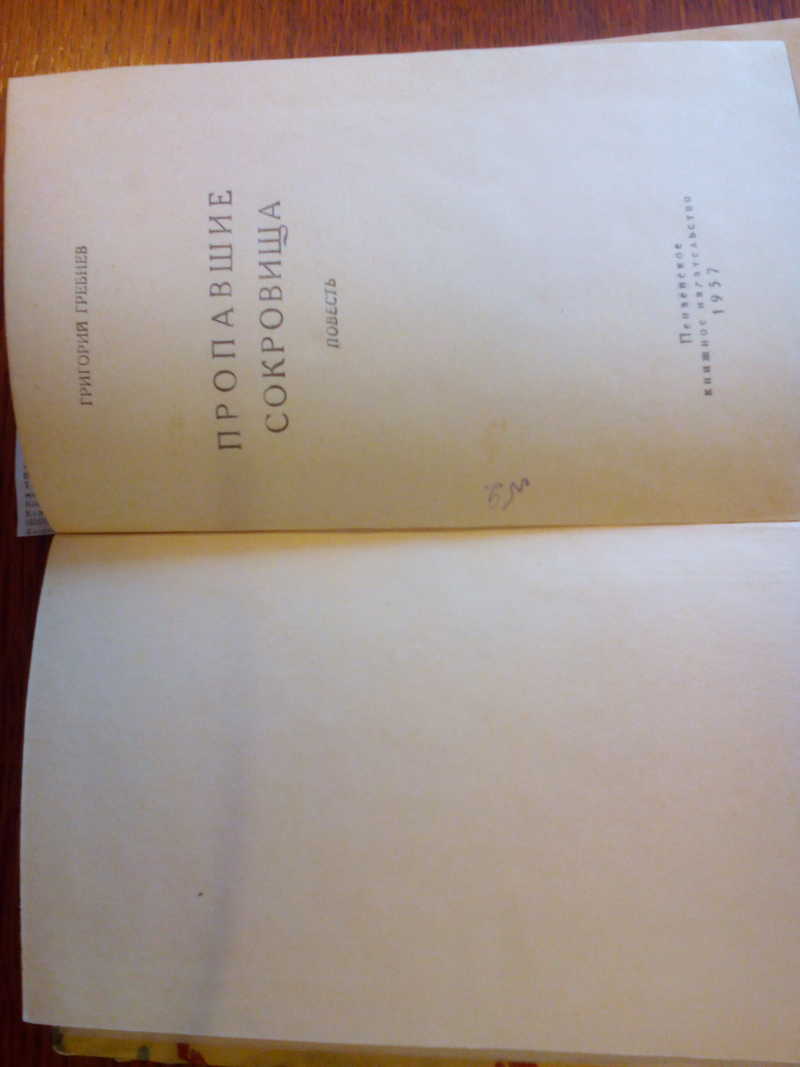 ГРИГОРИЙ ГРЕБНЕВ
ПРОПАВШИЕ
СОКРОВИЩА
ПОВЕСТЬ
Пензенское
книжное издательство
1957